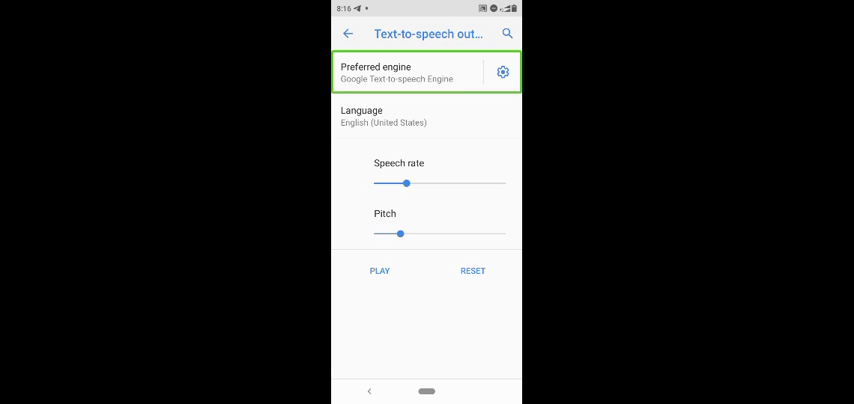 8:16
Text-to-speech out...
Preferred engine
Google Text-to-speech Engine
Language
English (United States)
Speech rate
Pitch
PLAY
RESET